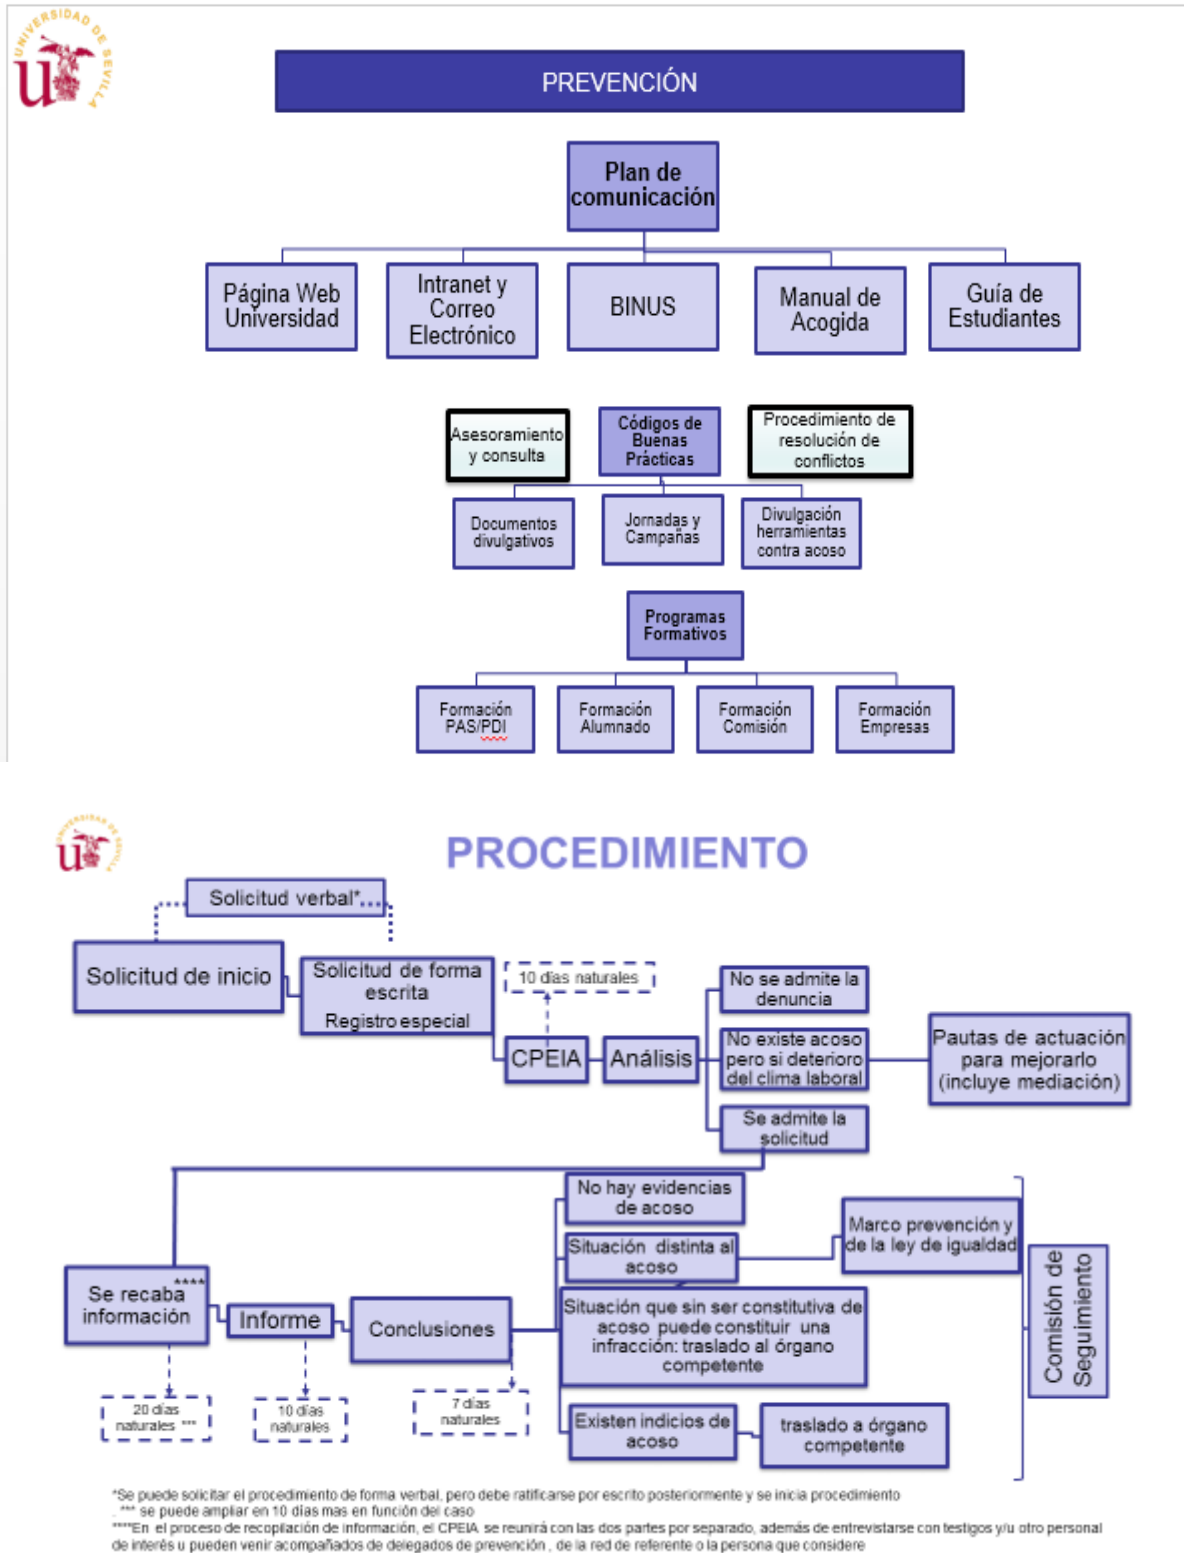 UNIVERSIDAD DE SEVILLA
PREVENCIÓN
Plan de
comunicación
Página Web
Universidad
Intranet y
Correo
Electrónico
BINUS
Manual de
Acogida
Guía de
Estudiantes
Asesoramiento
y consulta
Códigos de
Buenas
Prácticas
Procedimiento de
resolución de
conflictos
Documentos
divulgativos
Jornadas y
Campañas
Divulgación
herramientas
contra acoso
Programas
Formativos
Formación
PAS/PDI
Formación
Alumnado
Formación
Comisión
Formación
Empresas
UNIVERSIDAD DE SEVILLA
PROCEDIMIENTO
Solicitud verbal*
Solicitud de inicio
Solicitud de forma
escrita
Registro especial
10 días naturales
CPEIA
Análisis
No se admite la
denuncia
No existe acoso
pero si deterioro
del clima laboral
Se admite la
solicitud
Pautas de actuación
para mejorarlo
(incluye mediación)
No hay evidencias
de acoso
Situación distinta al
acoso
Marco prevención y
de la ley de igualdad
Se recaba ****
información
Informe
Conclusiones
Situación que sin ser constitutiva de
acoso puede constituir una
infracción: traslado al órgano
competente
Comisión de
Seguimiento
20 días
naturales ***
10 días
naturales
7 días
naturales
Existen indicios de
acoso
traslado a órgano
competente
*Se puede solicitar el procedimiento de forma verbal, pero debe ratificarse por escrito posteriormente y se inicia procedimiento
. *** se puede ampliar en 10 días mas en función del caso
****En el proceso de recopilación de información, el CPEIA se reunirá con las dos partes por separado, además de entrevistarse con testigos y/u otro personal
de interés u pueden venir acompañados de delegados de prevención , de la red de referente o la persona que considere